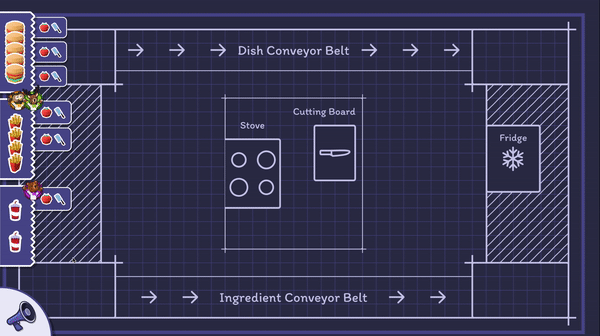 Dish Conveyor Belt
Cutting Board
Stove
Fridge
Ingredient Conveyor Belt